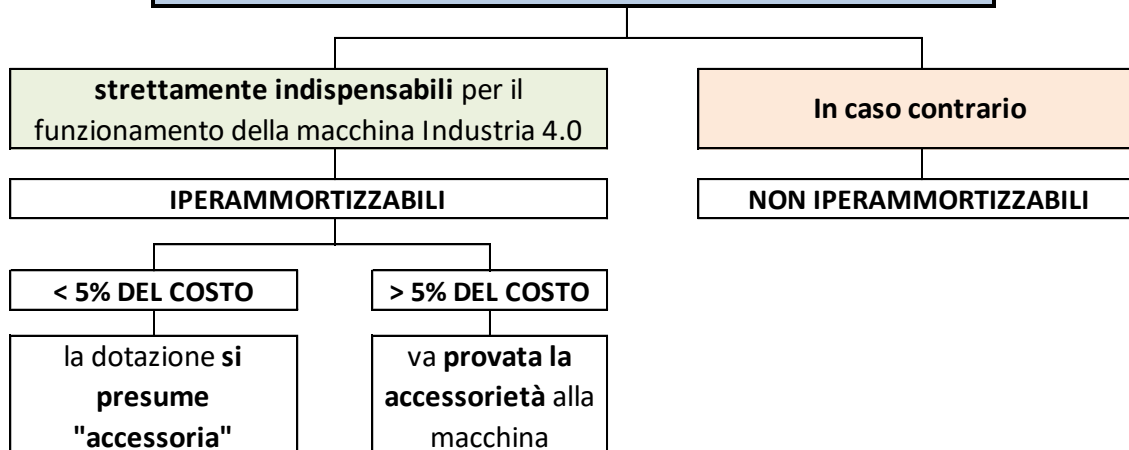 strettamente indispensabili per il
funzionamento della macchina Industria 4.0
In caso contrario
IPERAMMORTIZZABILI
NON IPERAMMORTIZZABILI
< 5% DEL COSTO
> 5% DEL COSTO
la dotazione si
presume
"accessoria"
va provata la
accessorietà alla
macchina